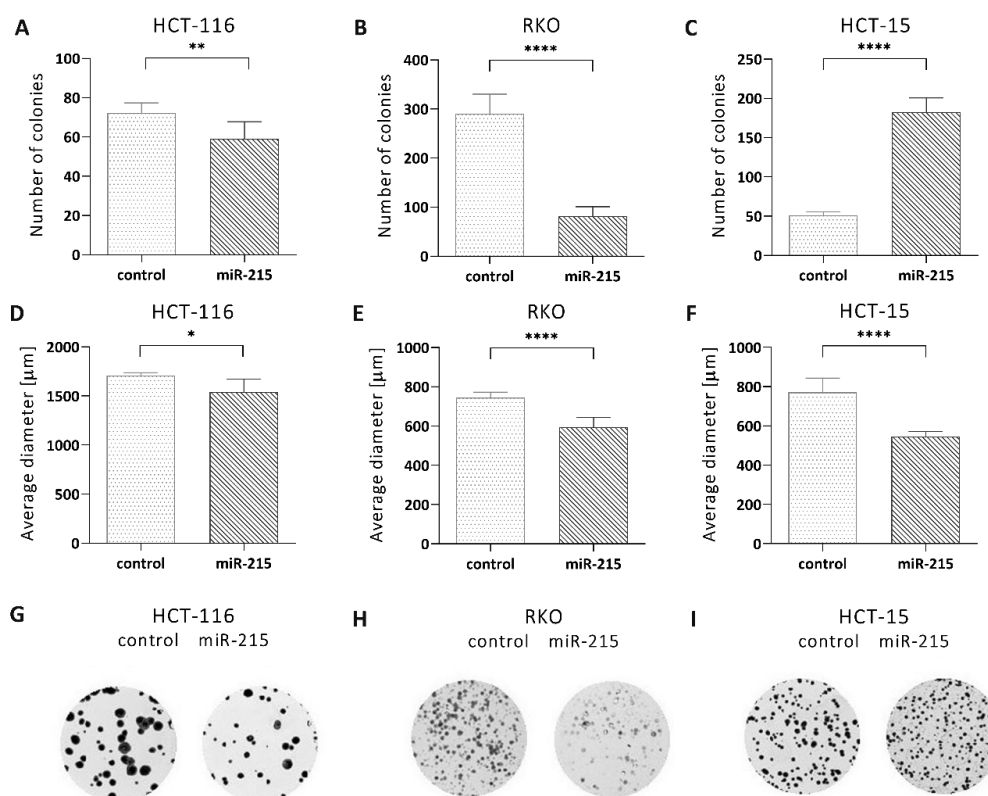 A HCT-116 B RKO C HCT-15
** **** ****
Number of colonies
100
80
60
40
20
0
control miR-215
Number of colonies
400
300
200
100
0
control miR-215
Number of colonies
250
200
150
100
50
0
control miR-215
D HCT-116 E RKO F HCT-15
* **** ****
Average diameter [μm]
2000
1500
1000
500
0
control miR-215
Average diameter [μm]
1000
800
600
400
200
0
control miR-215
Average diameter [μm]
1000
800
600
400
200
0
control miR-215
G HCT-116 H RKO I HCT-15
control miR-215 control miR-215 control miR-215